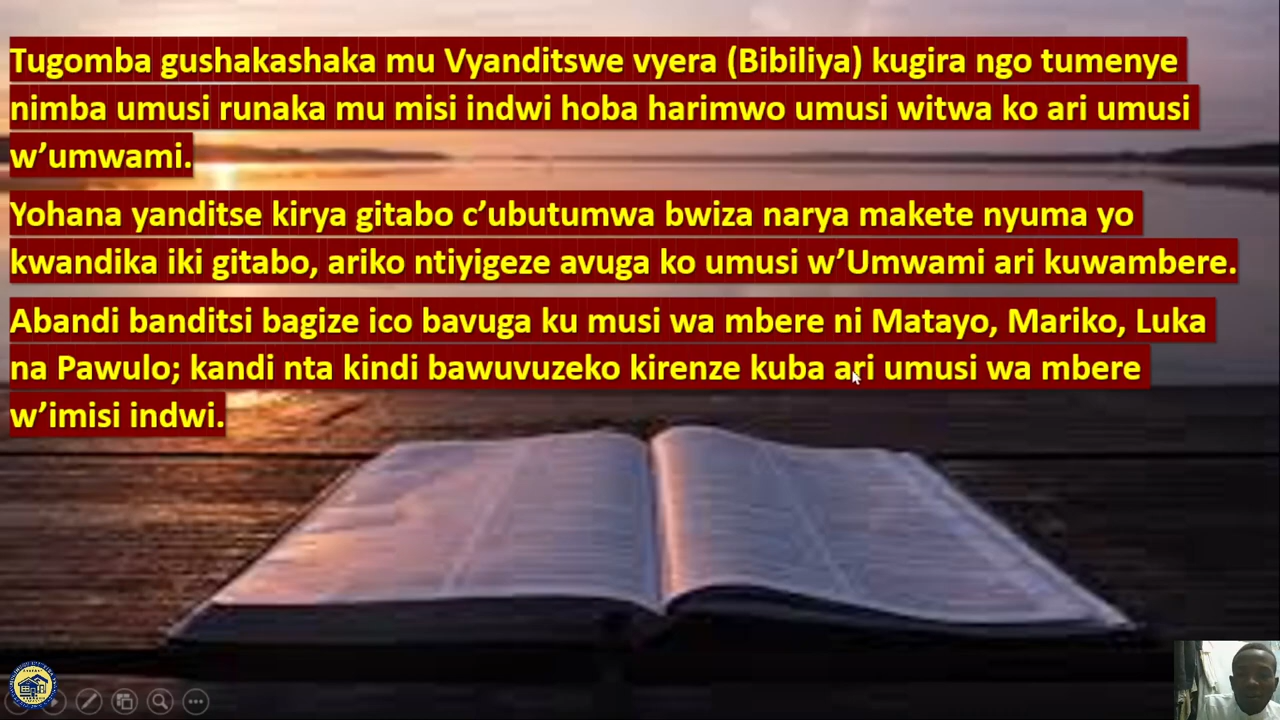 Tugomba gushakashaka mu Vyanditswe vyera (Bibiliya) kugira ngo tumenye
nimba umusi runaka mu misi indwi hoba harimwo umusi witwa ko ari umusi
w’umwami.
Yohana yanditse kirya gitabo c’ubutumwa bwiza narya makete nyuma yo
kwandika iki gitabo, ariko ntiyigeze avuga ko umusi w’Umwami ari kuwambere.
Abandi banditsi bagize ico bavuga ku musi wa mbere ni Matayo, Mariko, Luka
na Pawulo; kandi nta kindi bawuvuzeko kirenze kuba ari umusi wa mbere
w’imisi indwi.